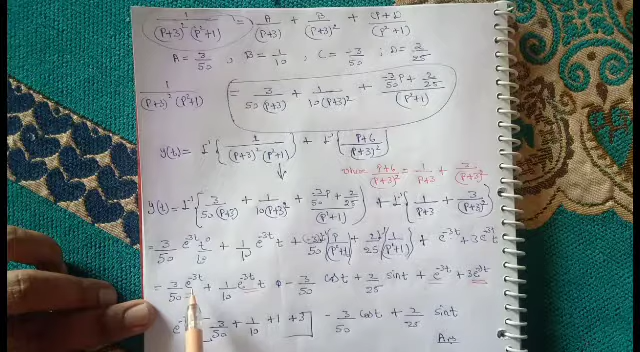 1/((P+3)²(P²+1)) = A/(P+3) + B/(P+3)² + (CP+D)/(P²+1)
A = 3/50 , B = 1/10 , C = -3/50 ; D = 2/25
1/((P+3)²(P²+1)) = 3/(50(P+3)) + 1/(10(P+3)²) + (-3/50 P + 2/25)/(P²+1)
y(t) = L⁻¹{1/((P+3)²(P²+1))} + L⁻¹{(P+6)/(P+3)²}
(P+6)/(P+3)² = 1/(P+3) + 3/(P+3)²
y(t) = L⁻¹{3/(50(P+3)) + 1/(10(P+3)²) + (-3/50 P + 2/25)/(P²+1)} + L⁻¹{1/(P+3) + 3/(P+3)²}
= 3/50 e⁻³ᵗ + 1/10 e⁻³ᵗ t + (-3/50) L⁻¹{P/(P²+1)} + 2/25 L⁻¹{1/(P²+1)} + e⁻³ᵗ + 3e⁻³ᵗ t
= 3/50 e⁻³ᵗ + 1/10 e⁻³ᵗ t - 3/50 cost + 2/25 sint + e⁻³ᵗ + 3e⁻³ᵗ t
3/50 + 1/10 + 1 + 3] - 3/50 cost + 2/25 sint
Ans